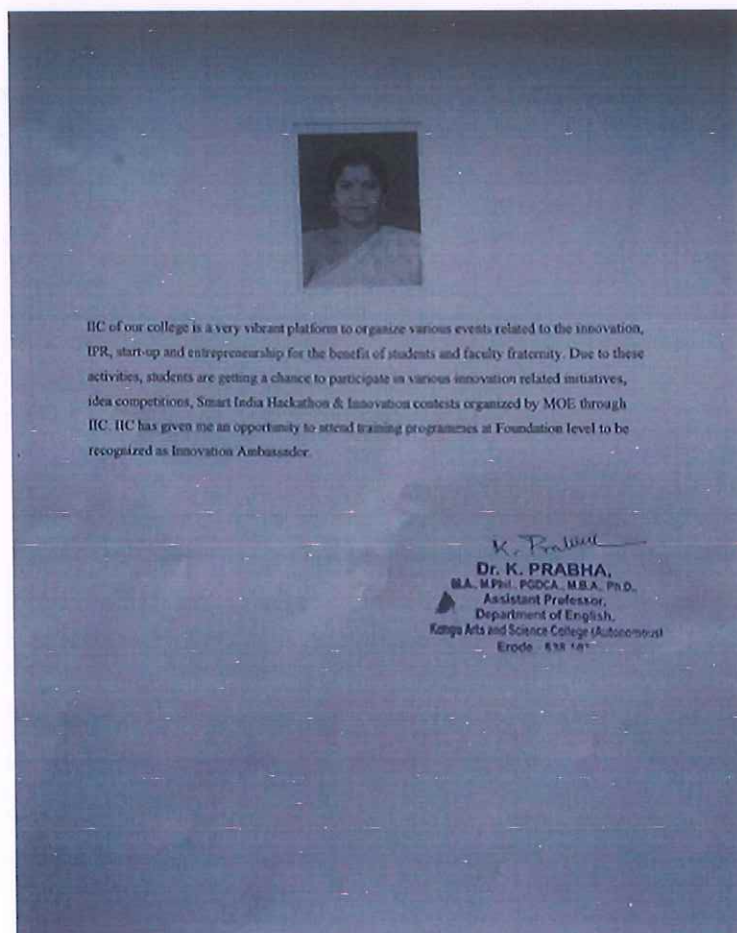 IIC of our college is a very vibrant platform to organize various events related to the innovation,
IPR, start-up and entrepreneurship for the benefit of students and faculty fraternity. Due to these
activities, students are getting a chance to participate in various innovation related initiatives,
idea competitions, Smart India Hackathon & Innovation contests organized by MOE through
IIC. IIC has given me an opportunity to attend training programmes at Foundation level to be
recognized as Innovation Ambassador.
K. Prabha
Dr. K. PRABHA,
M.A., M.Phil., PGDCA., M.B.A., Ph.D.,
Assistant Professor,
Department of English,
Kongu Arts and Science College (Autonomous)
Erode - 638